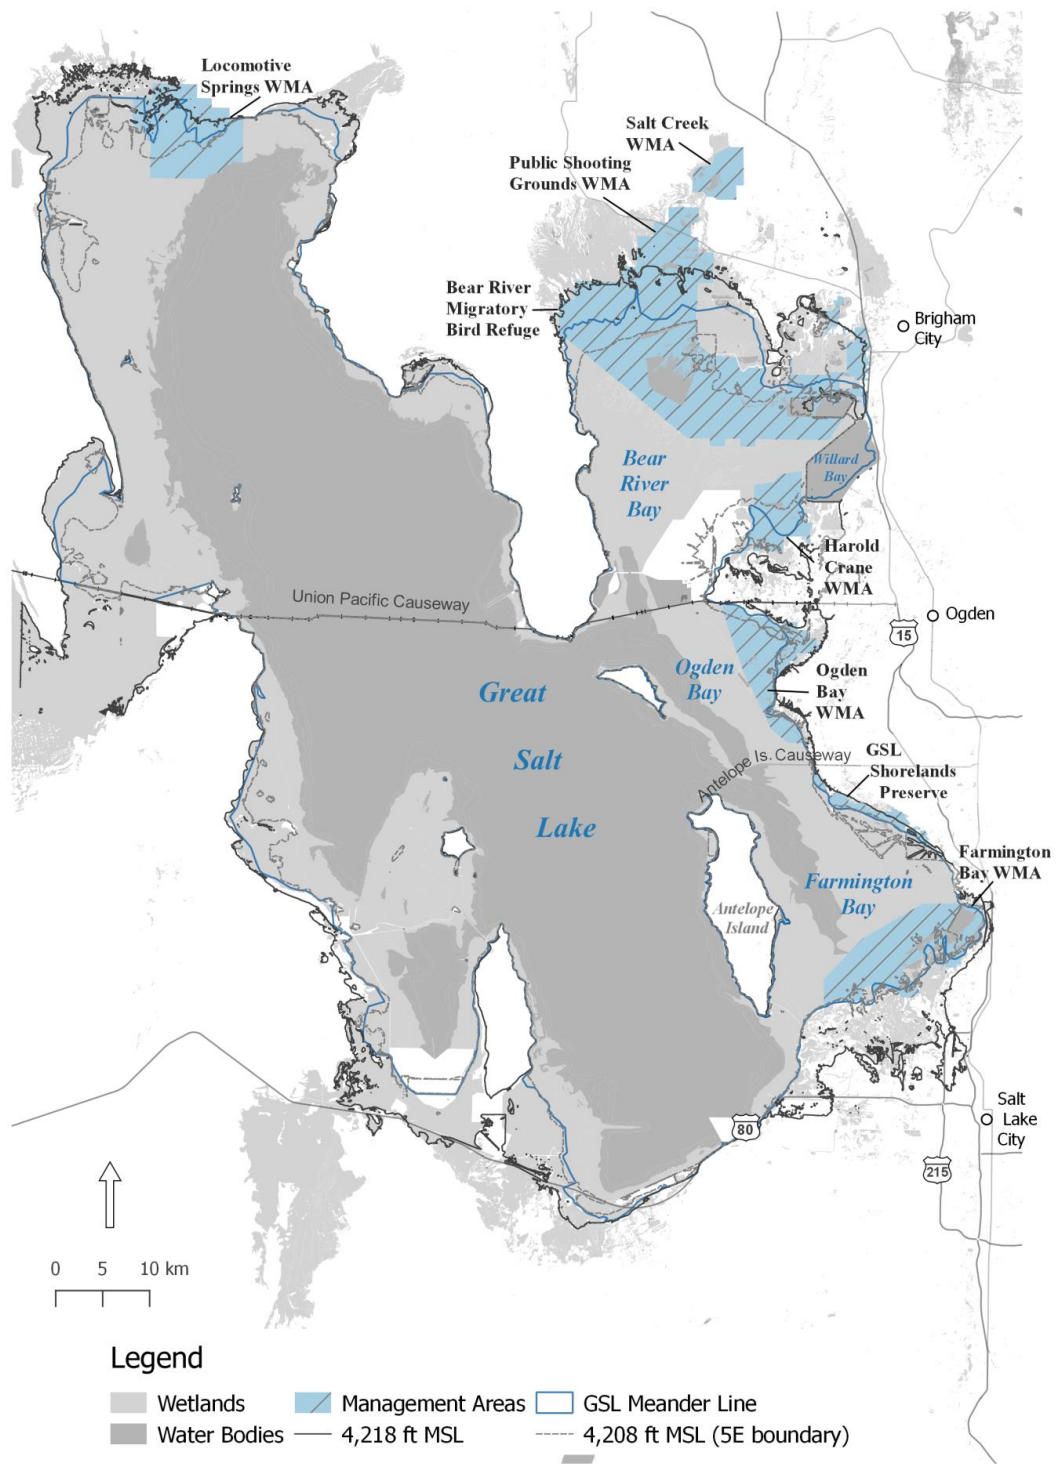 Locomotive
Springs WMA
Salt Creek
WMA
Public Shooting
Grounds WMA
Bear River
Migratory
Bird Refuge
Brigham
City
Bear
River
Bay
Willard
Bay
Harold
Crane
WMA
Union Pacific Causeway
Ogden
15
Ogden
Bay
Ogden
Bay
WMA
Great
Salt
Lake
Antelope Is. Causeway
GSL
Shorelands
Preserve
Farmington
Bay WMA
Farmington
Bay
Antelope
Island
Salt
Lake
City
80
215
0 5 10 km
Legend
Wetlands
Management Areas
GSL Meander Line
Water Bodies
4,218 ft MSL
4,208 ft MSL (5E boundary)